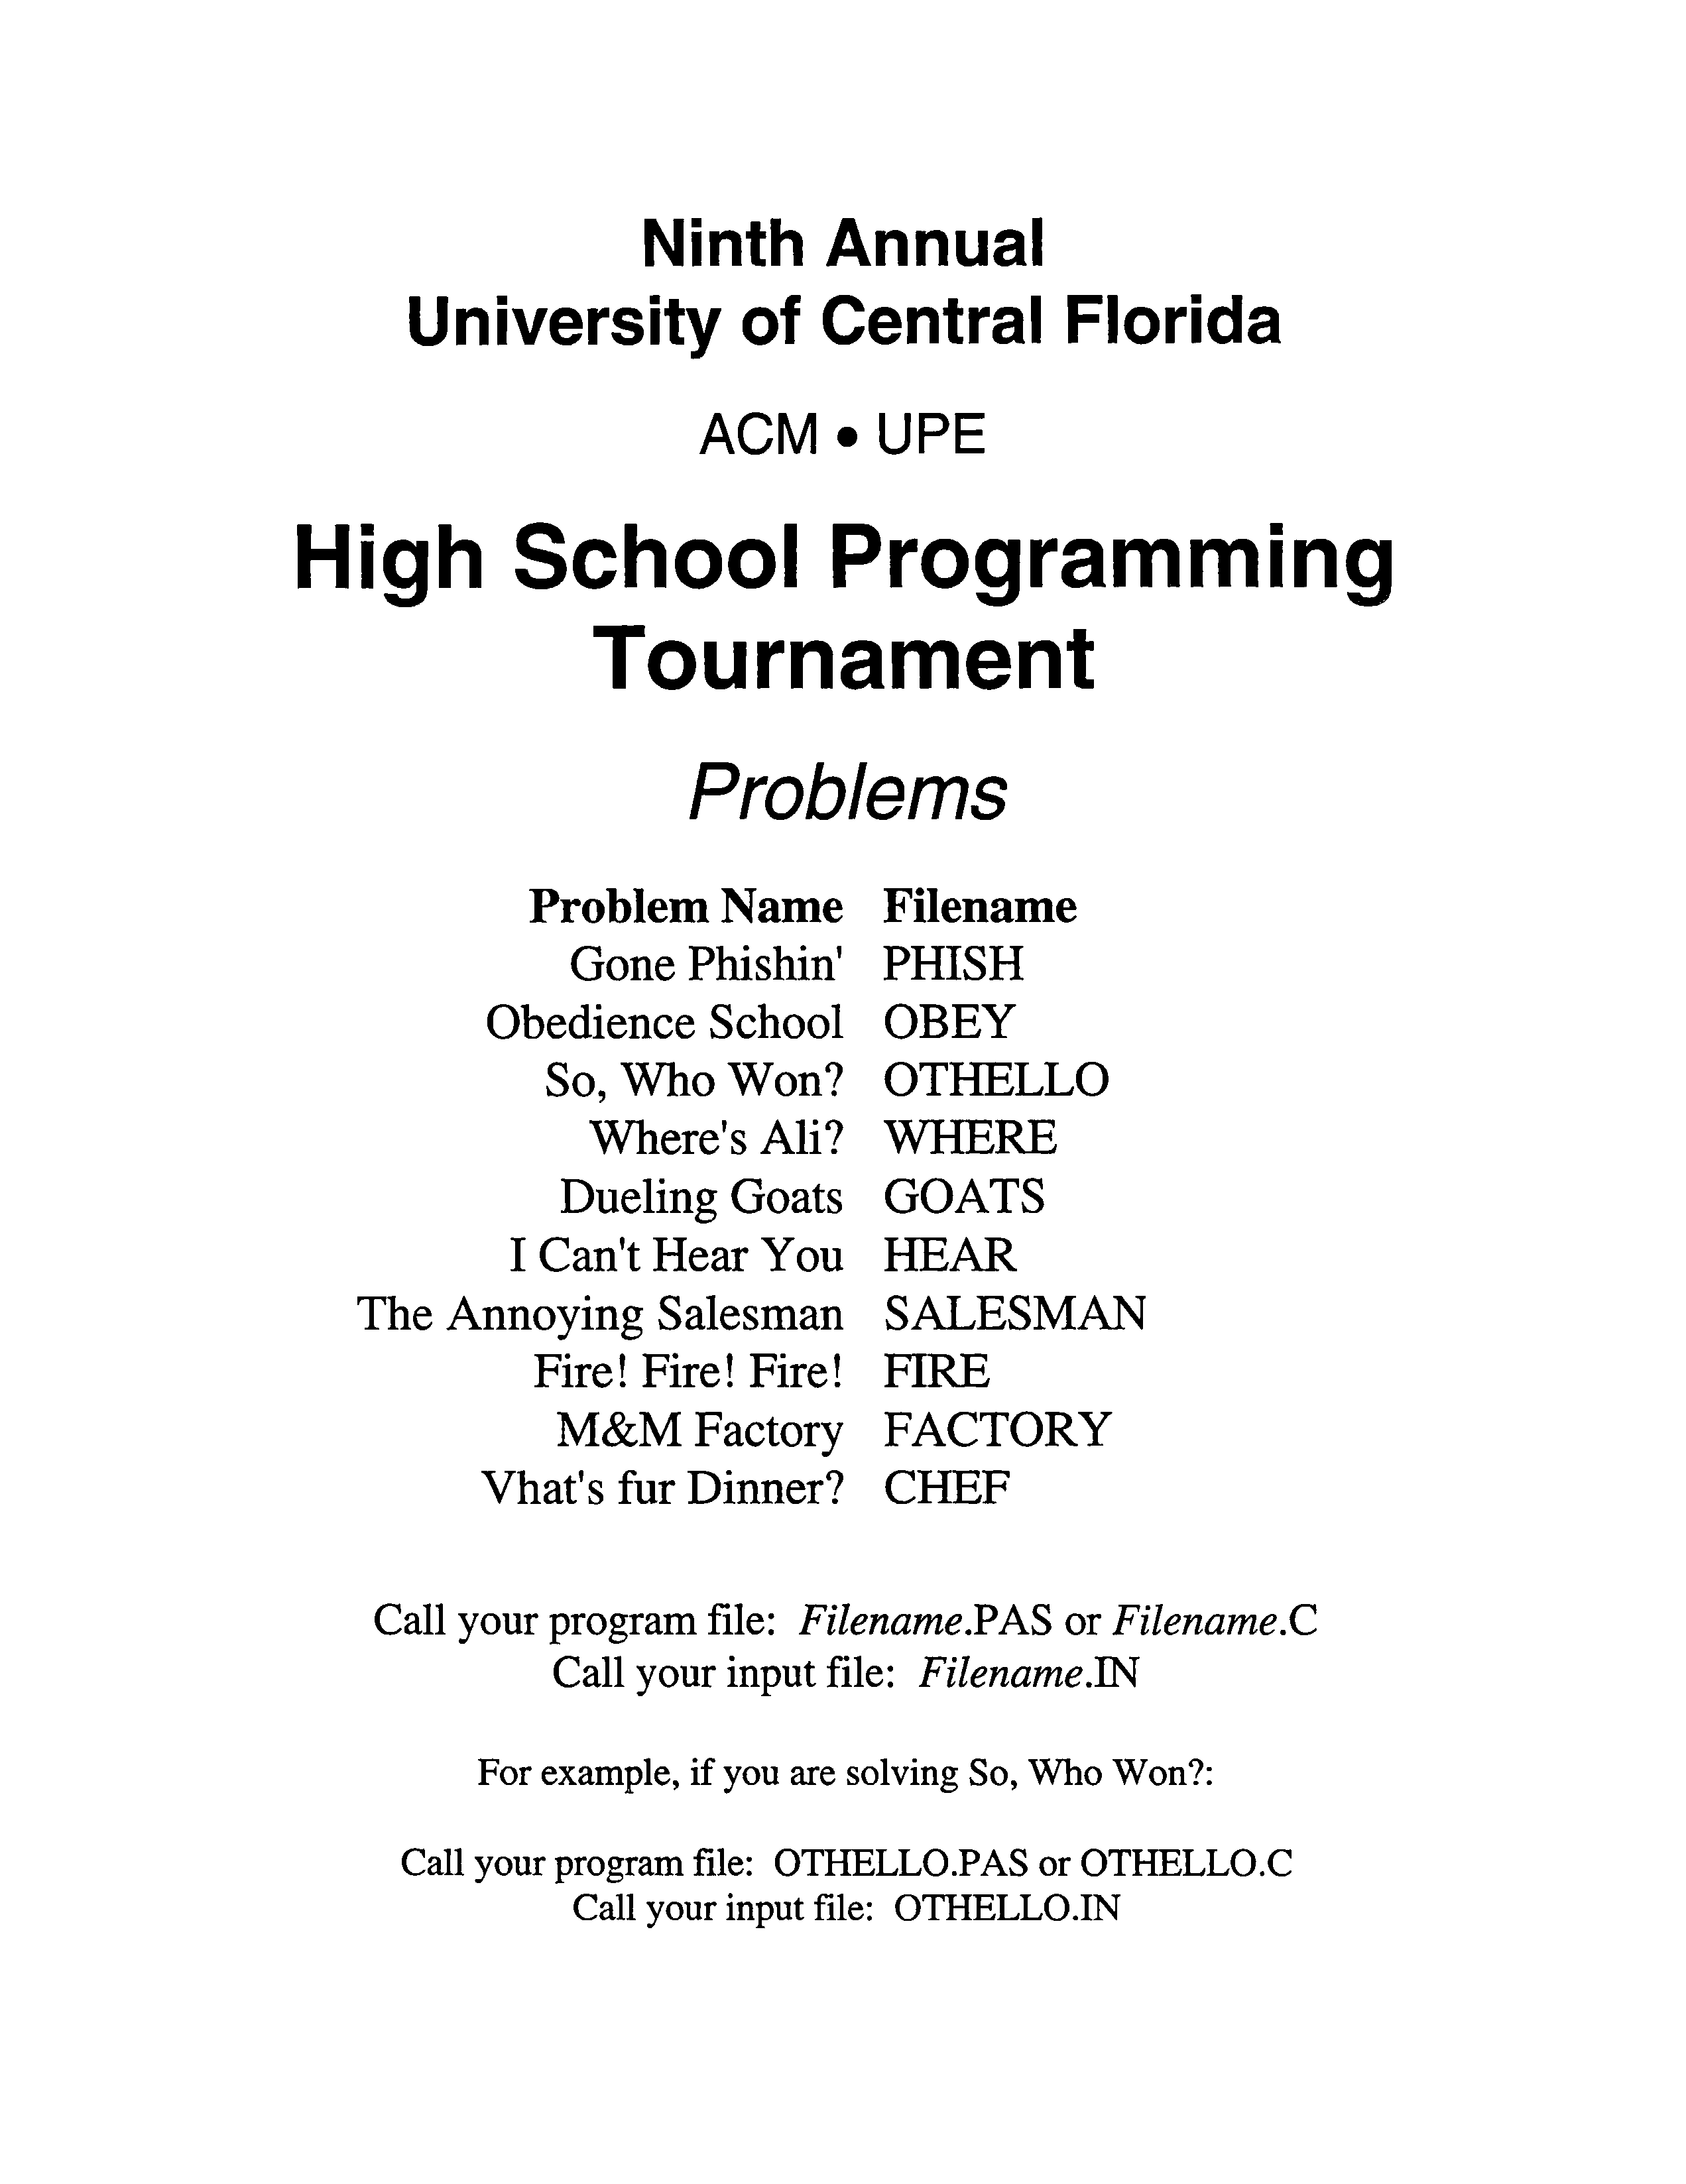 Ninth Annual
University of Central Florida
ACM • UPE
High School Programming
Tournament
Problems
Problem Name Filename
Gone Phishin' PHISH
Obedience School OBEY
So, Who Won? OTHELLO
Where's Ali? WHERE
Dueling Goats GOATS
I Can't Hear You HEAR
The Annoying Salesman SALESMAN
Fire! Fire! Fire! FIRE
M&M Factory FACTORY
Vhat's fur Dinner? CHEF
Call your program file: Filename.PAS or Filename.C
Call your input file: Filename.IN
For example, if you are solving So, Who Won?:
Call your program file: OTHELLO.PAS or OTHELLO.C
Call your input file: OTHELLO.IN